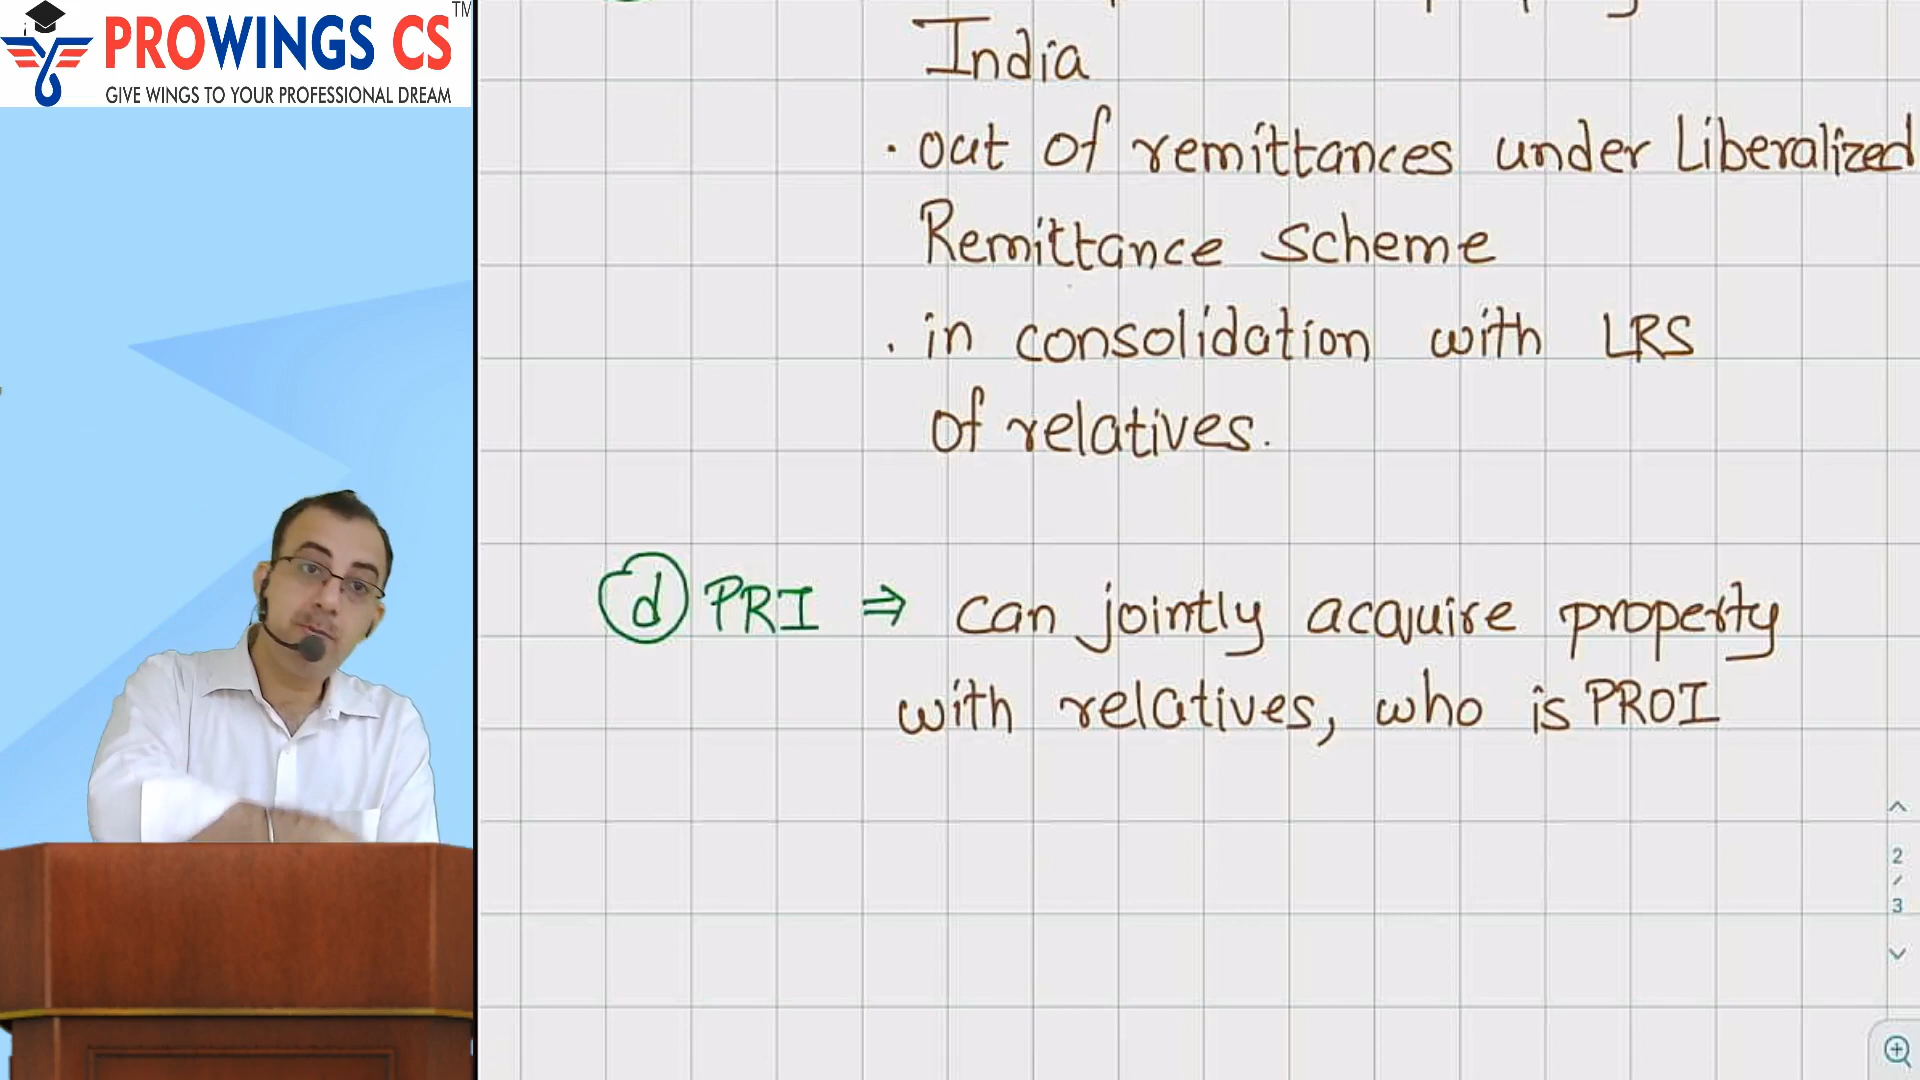 PROWINGS CS TM
GIVE WINGS TO YOUR PROFESSIONAL DREAM
India
• out of remittances under Liberalized
Remittance Scheme
• in consolidation with LRS
of relatives.
d PRI ⇒ can jointly acquire property
with relatives, who is PROI
2
/
3